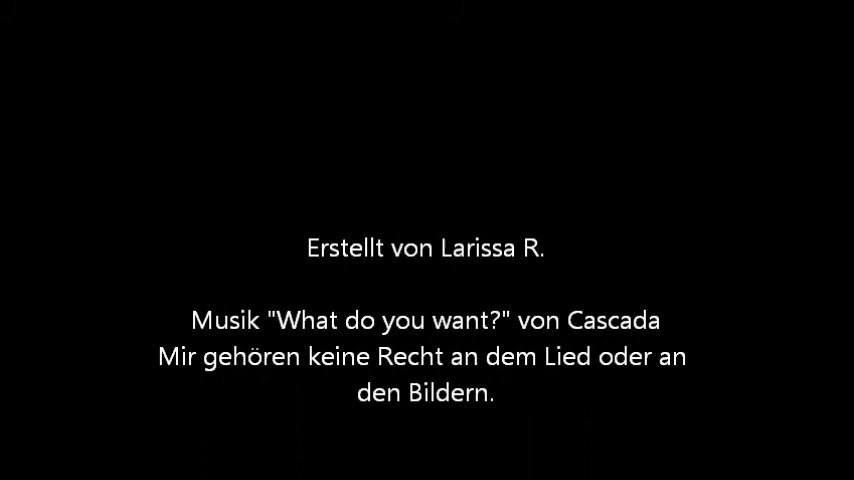 Erstellt von Larissa R.
Musik "What do you want?" von Cascada
Mir gehören keine Recht an dem Lied oder an
den Bildern.